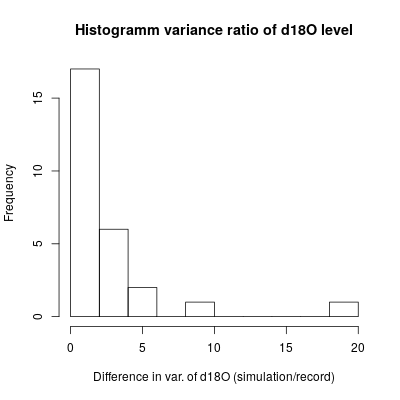 Histogramm variance ratio of d18O level
Frequency
15
10
5
0
0 5 10 15 20
Difference in var. of d18O (simulation/record)